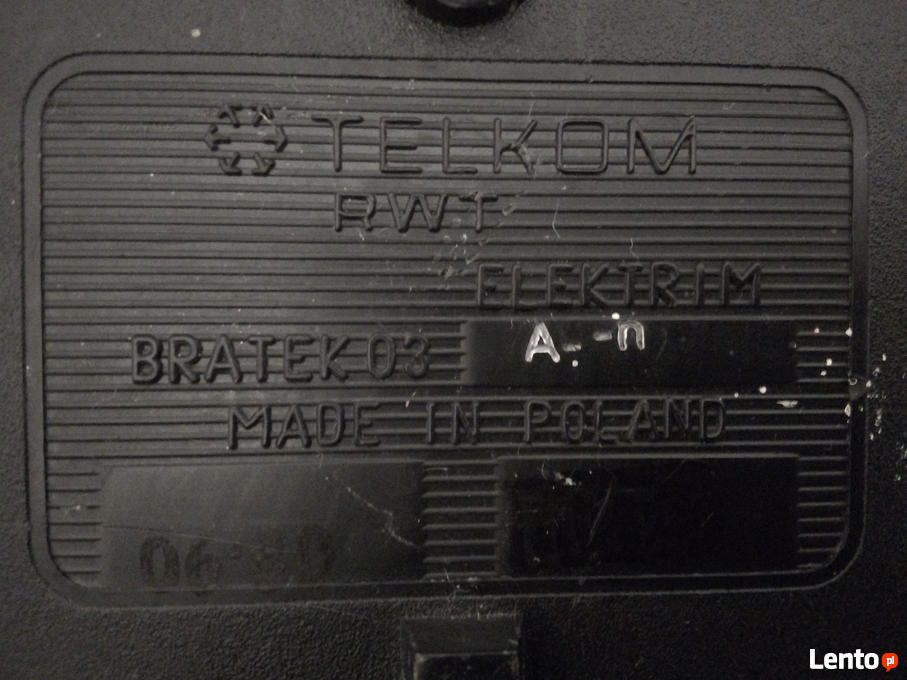 TELKOM
RWT
ELEKTRIM
BRATEK 03 A.-n
MADE IN POLAND
Lento pl